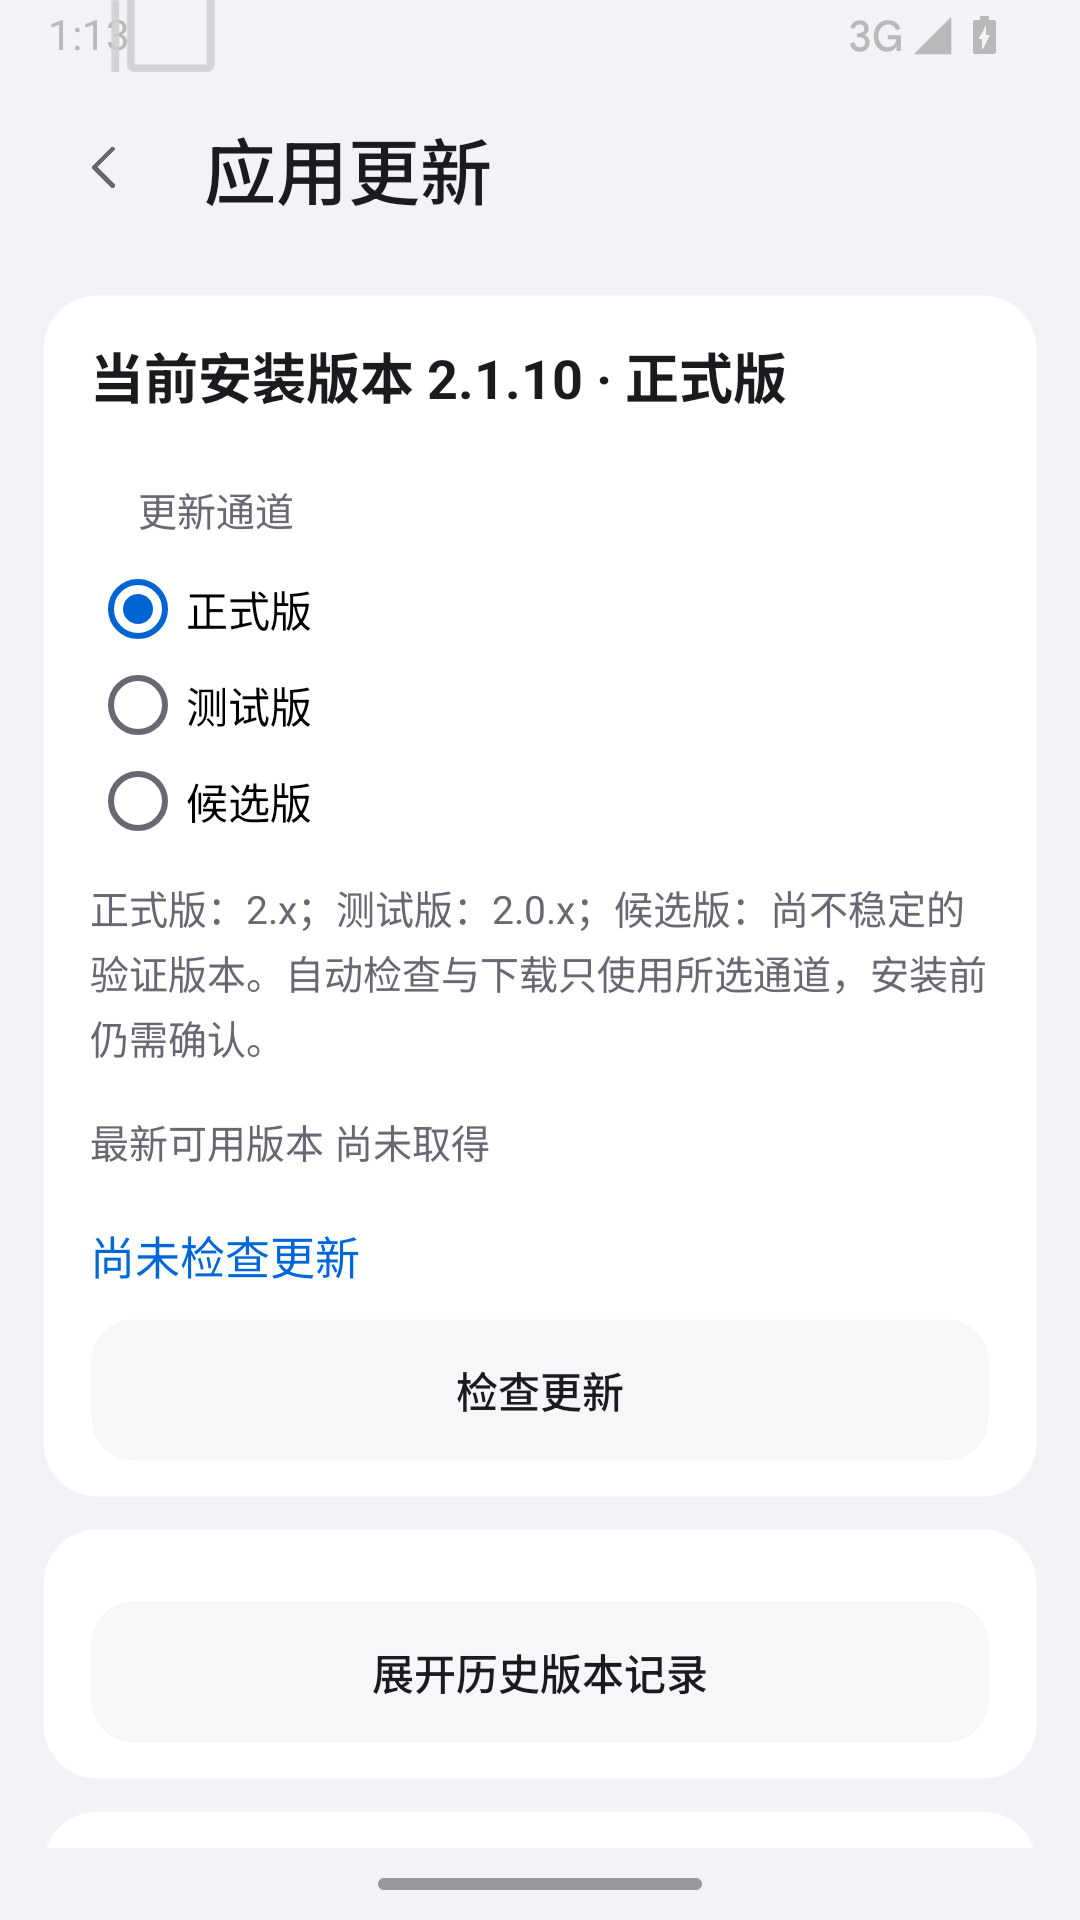 1:13
3G
应用更新
当前安装版本 2.1.10 · 正式版
更新通道
正式版
测试版
候选版
正式版：2.x；测试版：2.0.x；候选版：尚不稳定的
验证版本。自动检查与下载只使用所选通道，安装前
仍需确认。
最新可用版本 尚未取得
尚未检查更新
检查更新
展开历史版本记录